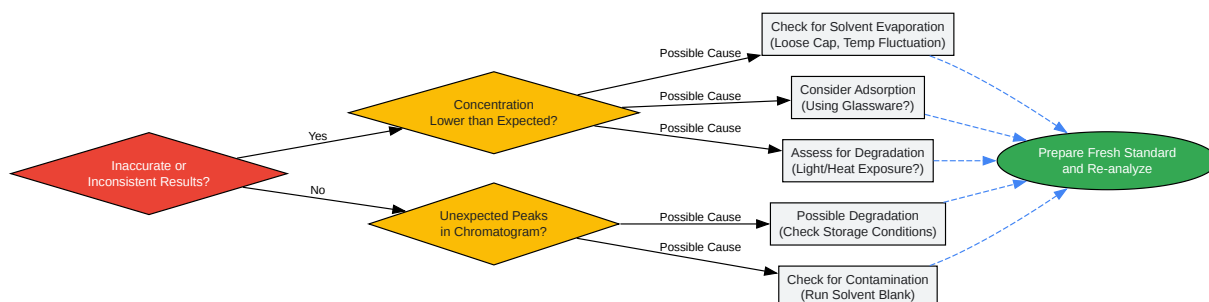 Inaccurate or
Inconsistent Results?
Yes
No
Concentration
Lower than Expected?
Unexpected Peaks
in Chromatogram?
Possible Cause
Possible Cause
Possible Cause
Possible Cause
Possible Cause
Check for Solvent Evaporation
(Loose Cap, Temp Fluctuation)
Consider Adsorption
(Using Glassware?)
Assess for Degradation
(Light/Heat Exposure?)
Possible Degradation
(Check Storage Conditions)
Check for Contamination
(Run Solvent Blank)
Prepare Fresh Standard
and Re-analyze